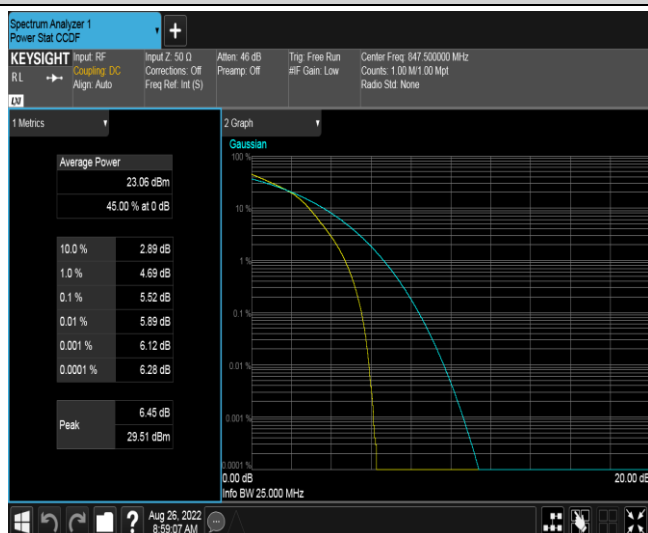 Spectrum Analyzer 1
Power Stat CCDF
KEYSIGHT
RL
LXI
Input: RF
Coupling: DC
Align: Auto
Input Z: 50 Ω
Corrections: Off
Freq Ref: Int (S)
Atten: 46 dB
Preamp: Off
Trig: Free Run
#IF Gain: Low
Center Freq: 847.500000 MHz
Counts: 1.00 M/1.00 Mpt
Radio Std: None
1 Metrics
Average Power
23.06 dBm
45.00 % at 0 dB
10.0 % 2.89 dB
1.0 % 4.69 dB
0.1 % 5.52 dB
0.01 % 5.89 dB
0.001 % 6.12 dB
0.0001 % 6.28 dB
Peak
6.45 dB
29.51 dBm
2 Graph
Gaussian
100 %
10 %
1 %
0.1 %
0.01 %
0.001 %
0.0001 %
0.00 dB
20.00 dB
Info BW 25.000 MHz
?
Aug 26, 2022
8:59:07 AM